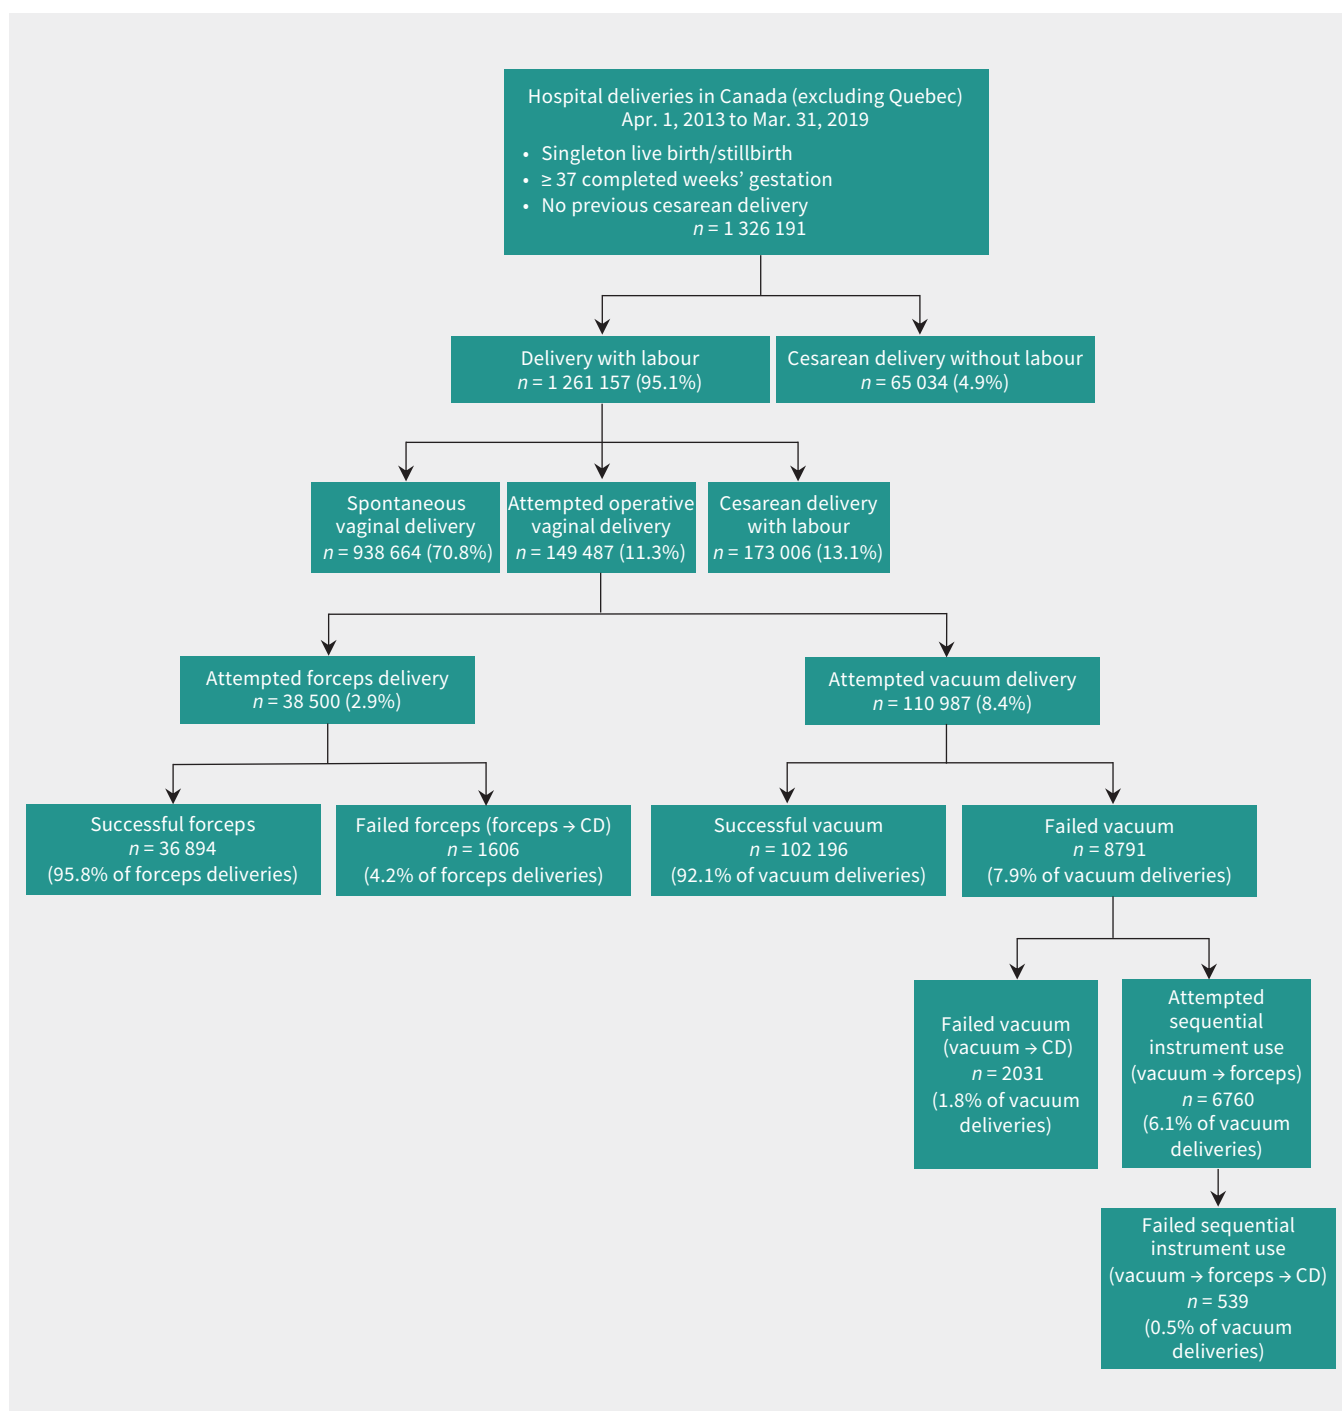 Hospital deliveries in Canada (excluding Quebec)
Apr. 1, 2013 to Mar. 31, 2019
• Singleton live birth/stillbirth
• ≥ 37 completed weeks’ gestation
• No previous cesarean delivery
n = 1 326 191
Delivery with labour
n = 1 261 157 (95.1%)
Cesarean delivery without labour
n = 65 034 (4.9%)
Spontaneous
vaginal delivery
n = 938 664 (70.8%)
Attempted operative
vaginal delivery
n = 149 487 (11.3%)
Cesarean delivery
with labour
n = 173 006 (13.1%)
Attempted forceps delivery
n = 38 500 (2.9%)
Attempted vacuum delivery
n = 110 987 (8.4%)
Successful forceps
n = 36 894
(95.8% of forceps deliveries)
Failed forceps (forceps → CD)
n = 1606
(4.2% of forceps deliveries)
Successful vacuum
n = 102 196
(92.1% of vacuum deliveries)
Failed vacuum
n = 8791
(7.9% of vacuum deliveries)
Failed vacuum
(vacuum → CD)
n = 2031
(1.8% of vacuum
deliveries)
Attempted
sequential
instrument use
(vacuum → forceps)
n = 6760
(6.1% of vacuum
deliveries)
Failed sequential
instrument use
(vacuum → forceps → CD)
n = 539
(0.5% of vacuum
deliveries)